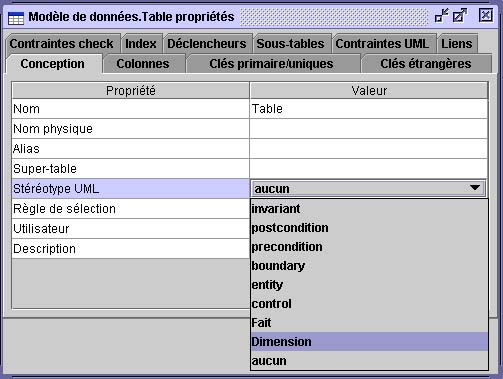 Modèle de données.Table propriétés
Contraintes check Index Déclencheurs Sous-tables Contraintes UML Liens
Conception Colonnes Clés primaire/uniques Clés étrangères
Propriété Valeur
Nom Table
Nom physique
Alias
Super-table
Stéréotype UML aucun
Règle de sélection invariant
Utilisateur postcondition
Description precondition
boundary
entity
control
Fait
Dimension
aucun